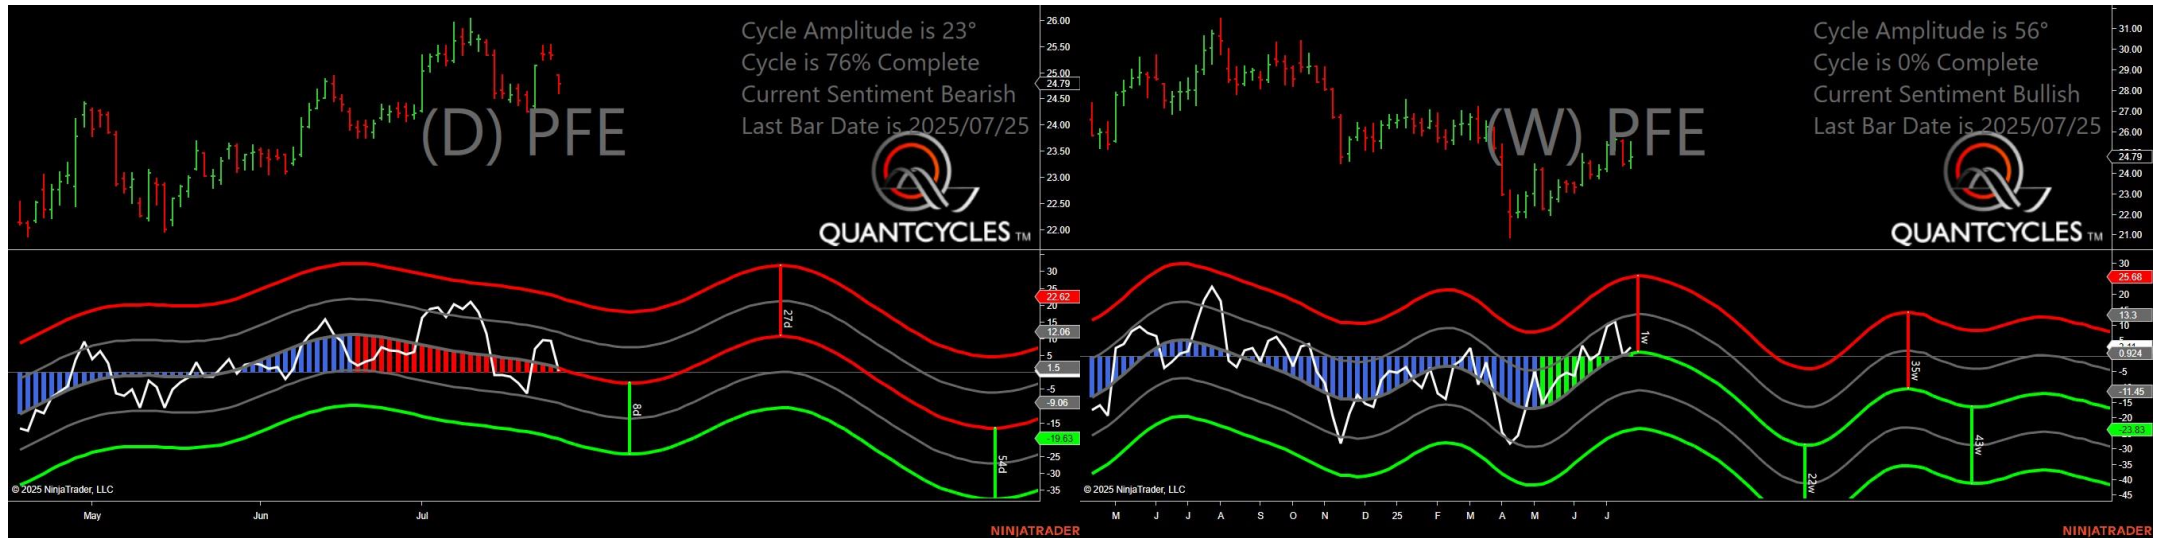 Cycle Amplitude is 23°
Cycle is 76% Complete
Current Sentiment Bearish
Last Bar Date is 2025/07/25
(D) PFE
QUANTCYCLES TM
26.00
25.50
25.00
24.79
24.50
24.00
23.50
23.00
22.50
22.00
30
25
22.62
20
15
12.06
10
5
1.5
-5
-9.06
-15
-19.63
-25
-30
-35
27d
8d
54d
© 2025 NinjaTrader, LLC
May Jun Jul
NINJATRADER
Cycle Amplitude is 56°
Cycle is 0% Complete
Current Sentiment Bullish
Last Bar Date is 2025/07/25
(W) PFE
QUANTCYCLES TM
31.00
30.00
29.00
28.00
27.00
26.00
24.79
24.00
23.00
22.00
21.00
30
25.68
20
13.3
10
0.924
-5
-11.45
-15
-20
-23.83
-30
-35
-40
-45
1w
35w
22w
43w
© 2025 NinjaTrader, LLC
M J J A S O N D 25 F M A M J J
NINJATRADER